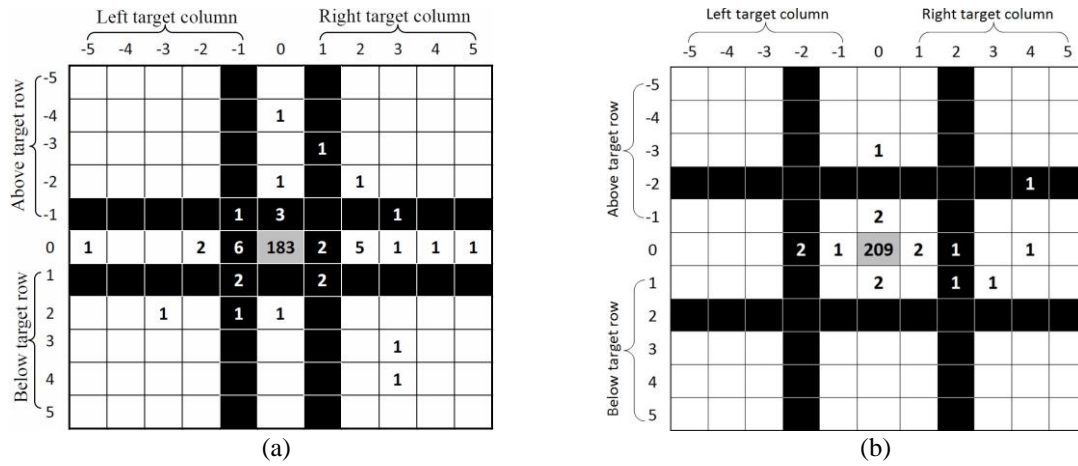 Left target column Right target column
-5 -4 -3 -2 -1 0 1 2 3 4 5
Above target row
Below target row
-5
-4 1
-3 1
-2 1 1
-1 1 3 1
0 1 2 6 183 2 5 1 1 1
1 2 2
2 1 1 1
3 1
4 1
5
(a)
Left target column Right target column
-5 -4 -3 -2 -1 0 1 2 3 4 5
Above target row
Below target row
-5
-4
-3 1
-2 1
-1 2
0 2 1 209 2 1 1
1 2 1 1
2
3
4
5
(b)